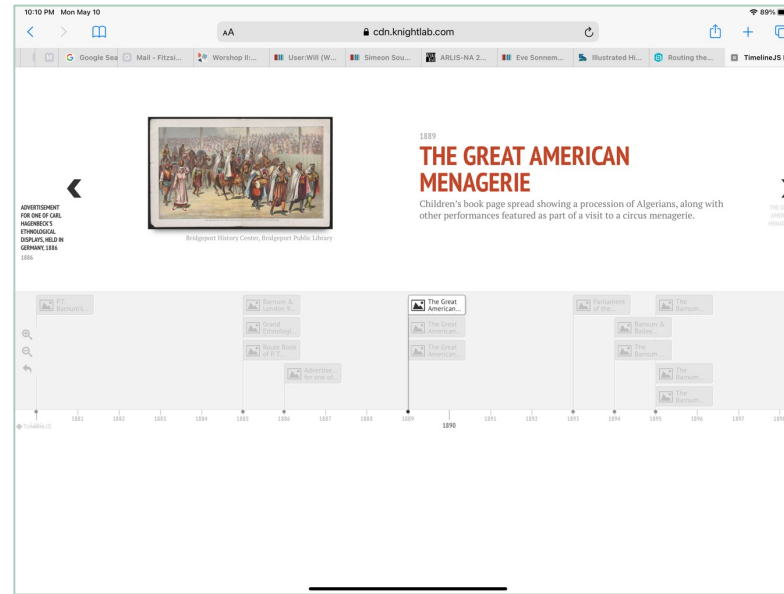 10:10 PM Mon May 10
89%
AA
cdn.knightlab.com
Google Sea
Mail - Fitzsi...
Worshop II:...
User:Will (W...
Simeon Sou...
ARLIS-NA 2...
Eve Sonnem...
Illustrated Hi...
Routing the...
TimelineJS
ADVERTISEMENT
FOR ONE OF CARL
HAGENBECK'S
ETHNOLOGICAL
DISPLAYS, HELD IN
GERMANY, 1886
1886
Bridgeport History Center, Bridgeport Public Library
1889
THE GREAT AMERICAN
MENAGERIE
Children's book page spread showing a procession of Algerians, along with
other performances featured as part of a visit to a circus menagerie.
P.T.
Barnum's...
Barnum &
London 9...
Grand
Ethnologi...
Route Book
of P. T...
Advertise...
for one of...
The Great
American...
The Great
American...
The Great
American...
Parliament
of the...
The
Barnum...
Barnum &
Bailey...
The
Barnum...
The
Barnum...
The
Barnum...
1881 1882 1883 1884 1885 1886 1887 1888 1889 1890 1891 1892 1893 1894 1895 1896 1897
TimelineJS